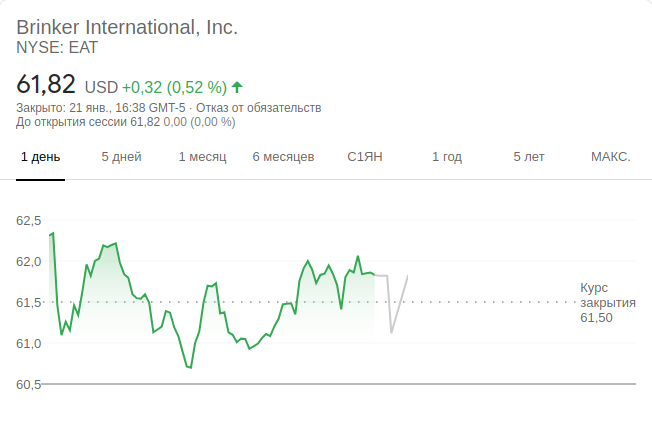 Brinker International, Inc.
NYSE: EAT
61,82 USD +0,32 (0,52 %)
Закрыто: 21 янв., 16:38 GMT-5 · Отказ от обязательств
До открытия сессии 61,82 0,00 (0,00 %)
1 день 5 дней 1 месяц 6 месяцев С1ЯН 1 год 5 лет МАКС.
62,5
62,0
61,5
61,0
60,5
Курс
закрытия
61,50